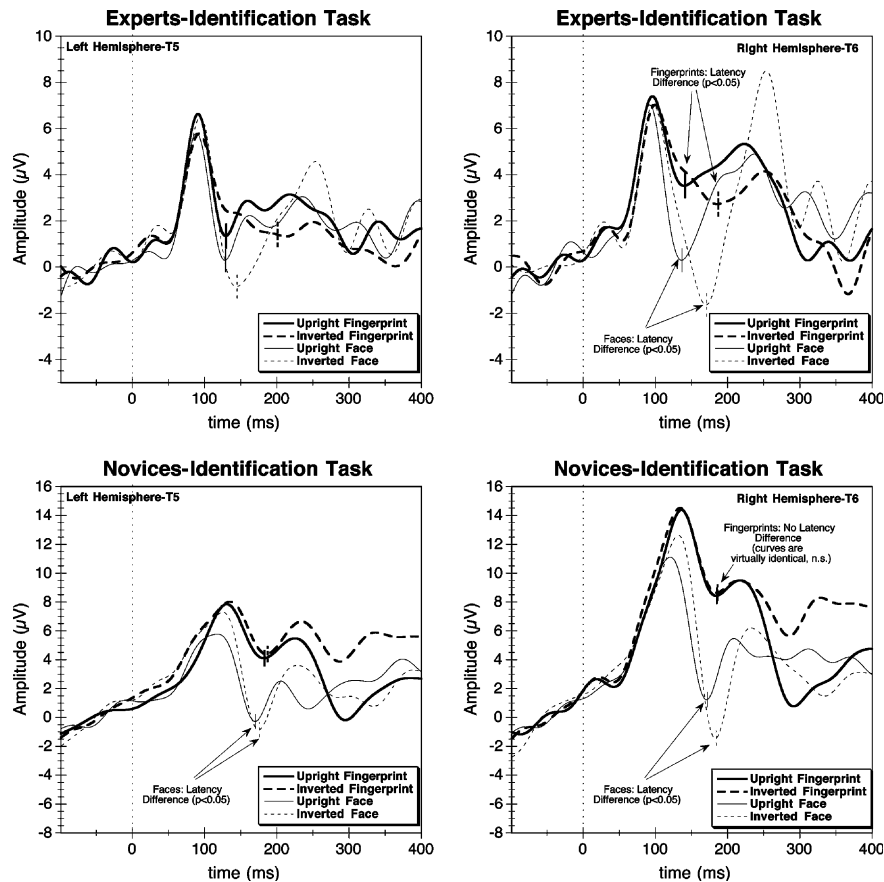 Experts-Identification Task
Left Hemisphere-T5
10
8
6
4
2
0
-2
-4
Amplitude (µV)
Upright Fingerprint
Inverted Fingerprint
Upright Face
Inverted Face
0
100
200
300
400
time (ms)
Experts-Identification Task
Right Hemisphere-T6
Fingerprints: Latency
Difference (p<0.05)
10
8
6
4
2
0
-2
-4
Amplitude (µV)
Faces: Latency
Difference (p<0.05)
Upright Fingerprint
Inverted Fingerprint
Upright Face
Inverted Face
0
100
200
300
400
time (ms)
Novices-Identification Task
Left Hemisphere-T5
16
14
12
10
8
6
4
2
0
-2
-4
-6
-8
Amplitude (µV)
Faces: Latency
Difference (p<0.05)
Upright Fingerprint
Inverted Fingerprint
Upright Face
Inverted Face
0
100
200
300
400
time (ms)
Novices-Identification Task
Right Hemisphere-T6
Fingerprints: No Latency
Difference
(curves are
virtually identical, n.s.)
16
14
12
10
8
6
4
2
0
-2
-4
-6
-8
Amplitude (µV)
Faces: Latency
Difference (p<0.05)
Upright Fingerprint
Inverted Fingerprint
Upright Face
Inverted Face
0
100
200
300
400
time (ms)